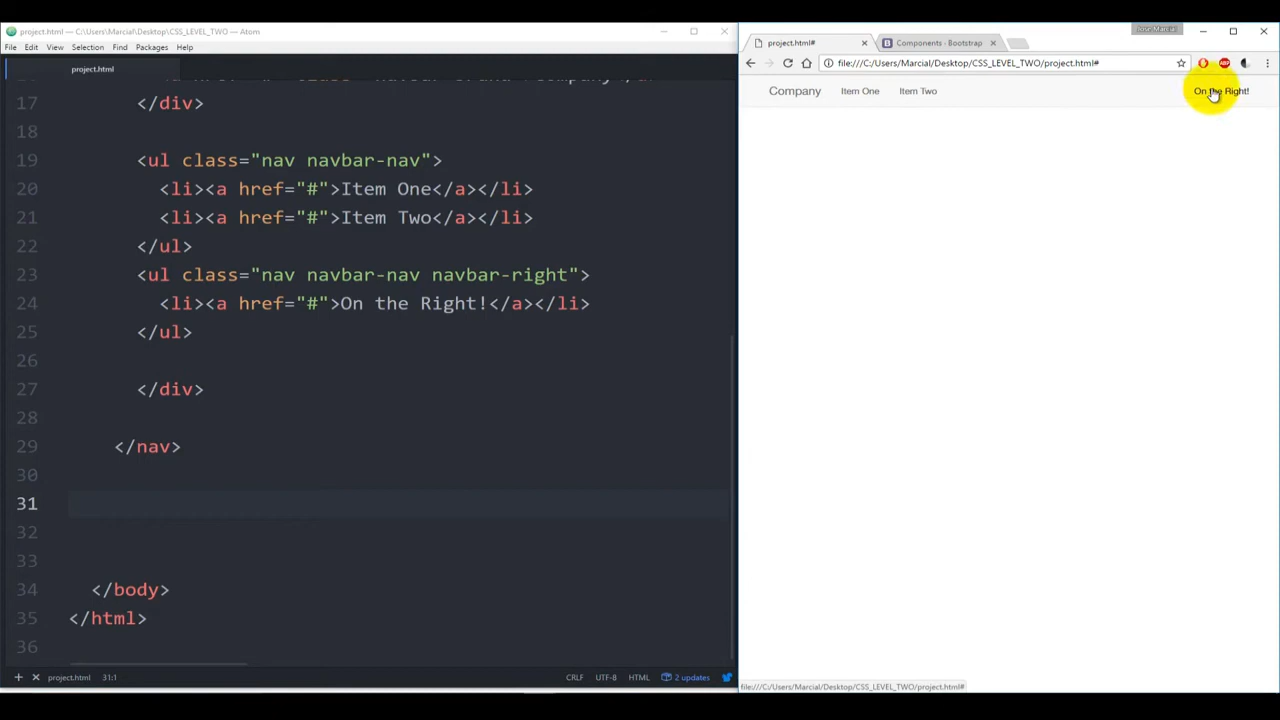 project.html — C:\Users\Marcial\Desktop\CSS_LEVEL_TWO — Atom
File Edit View Selection Find Packages Help
project.html
17 </div>
18
19 <ul class="nav navbar-nav">
20 <li><a href="#">Item One</a></li>
21 <li><a href="#">Item Two</a></li>
22 </ul>
23 <ul class="nav navbar-nav navbar-right">
24 <li><a href="#">On the Right!</a></li>
25 </ul>
26
27 </div>
28
29 </nav>
30
31
32
33
34 </body>
35 </html>
36
project.html 31:1 CRLF UTF-8 HTML 2 updates
Jose Marcial
project.html# Components · Bootstrap
file:///C:/Users/Marcial/Desktop/CSS_LEVEL_TWO/project.html#
ABP
Company Item One Item Two On the Right!
file:///C:/Users/Marcial/Desktop/CSS_LEVEL_TWO/project.html#